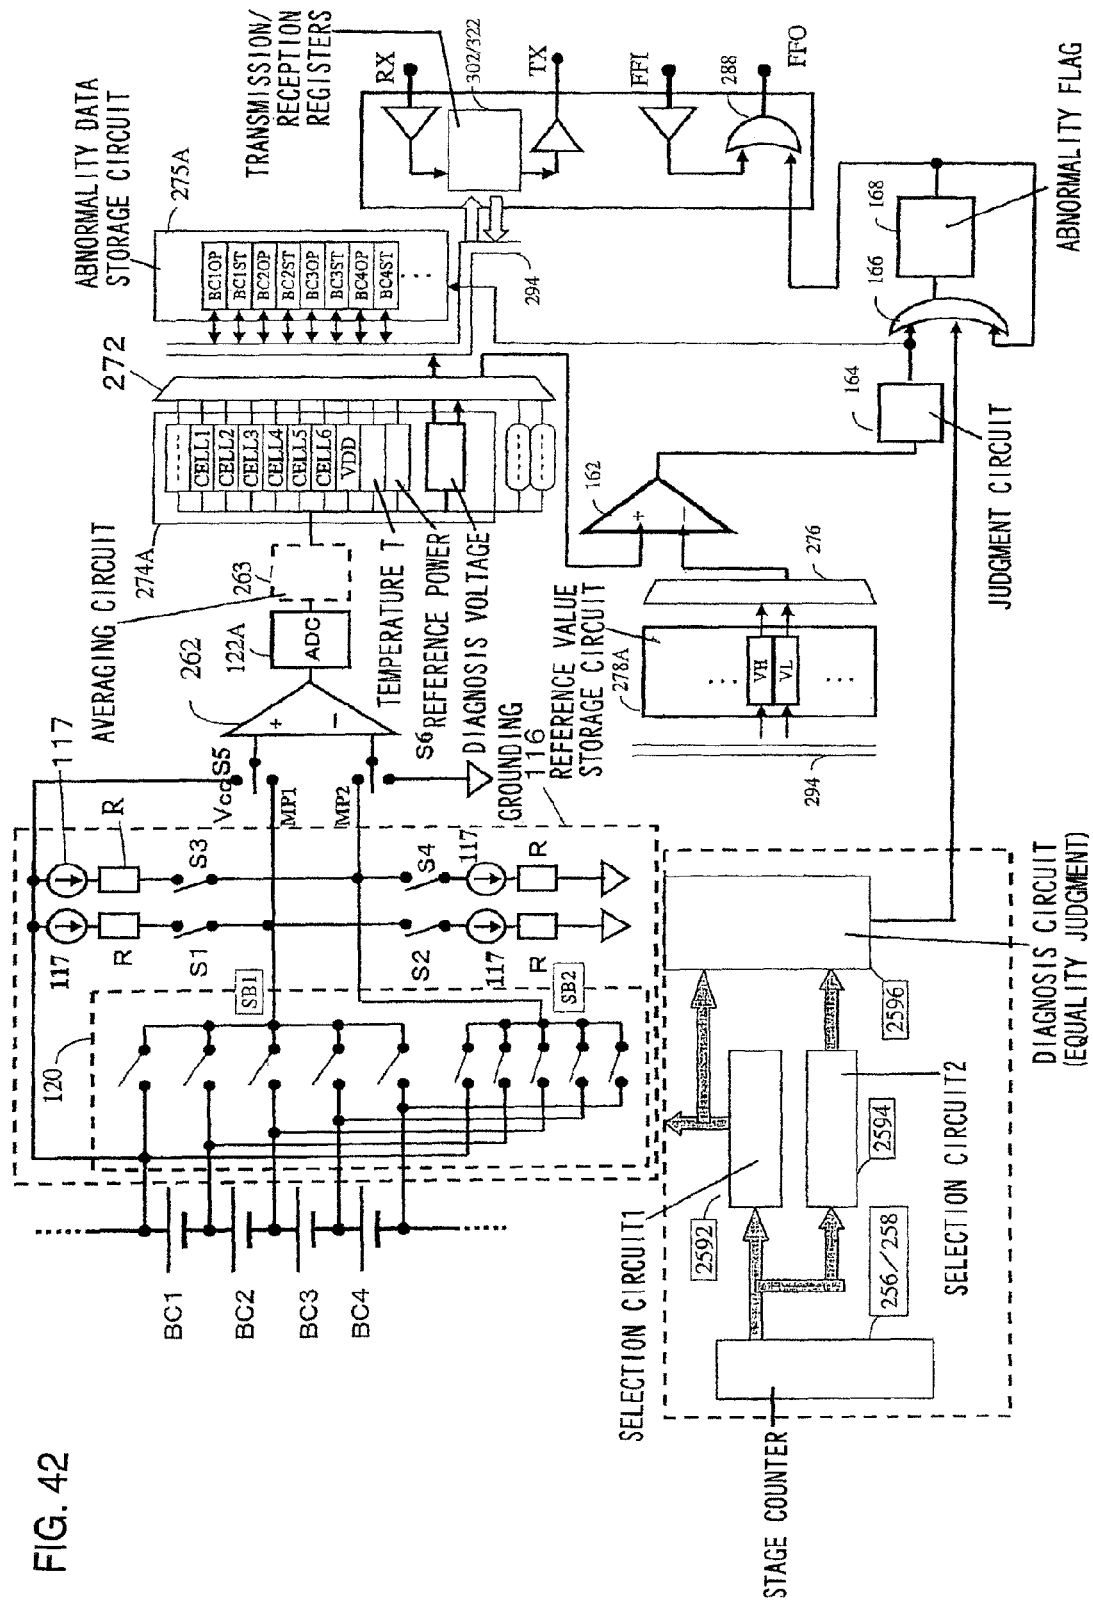 FIG. 42
BC1
BC2
BC3
BC4
120
SB1
SB2
117
117
R
R
S1
S3
S2
S4
117
117
R
R
116
Vcc
S5
MP1
MP2
S6
GROUNDING
262
+
−
122A
ADC
263
AVERAGING CIRCUIT
274A
CELL1
CELL2
CELL3
CELL4
CELL5
CELL6
VDD
TEMPERATURE T
REFERENCE POWER
DIAGNOSIS VOLTAGE
272
ABNORMALITY DATA
STORAGE CIRCUIT
275A
BC1OP
BC1ST
BC2OP
BC2ST
BC3OP
BC3ST
BC4OP
BC4ST
294
TRANSMISSION/
RECEPTION
REGISTERS
302/322
RX
TX
FFI
288
FFO
REFERENCE VALUE
STORAGE CIRCUIT
278A
VH
VL
294
276
162
+
−
164
JUDGMENT CIRCUIT
166
168
ABNORMALITY FLAG
STAGE COUNTER
256/258
SELECTION CIRCUIT1
2592
2594
SELECTION CIRCUIT2
2596
DIAGNOSIS CIRCUIT
(EQUALITY JUDGMENT)